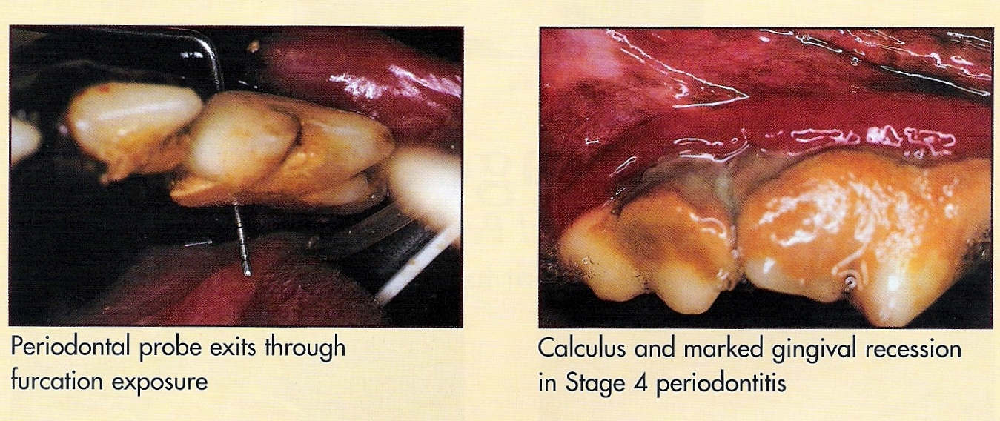 Periodontal probe exits through
furcation exposure
Calculus and marked gingival recession
in Stage 4 periodontitis